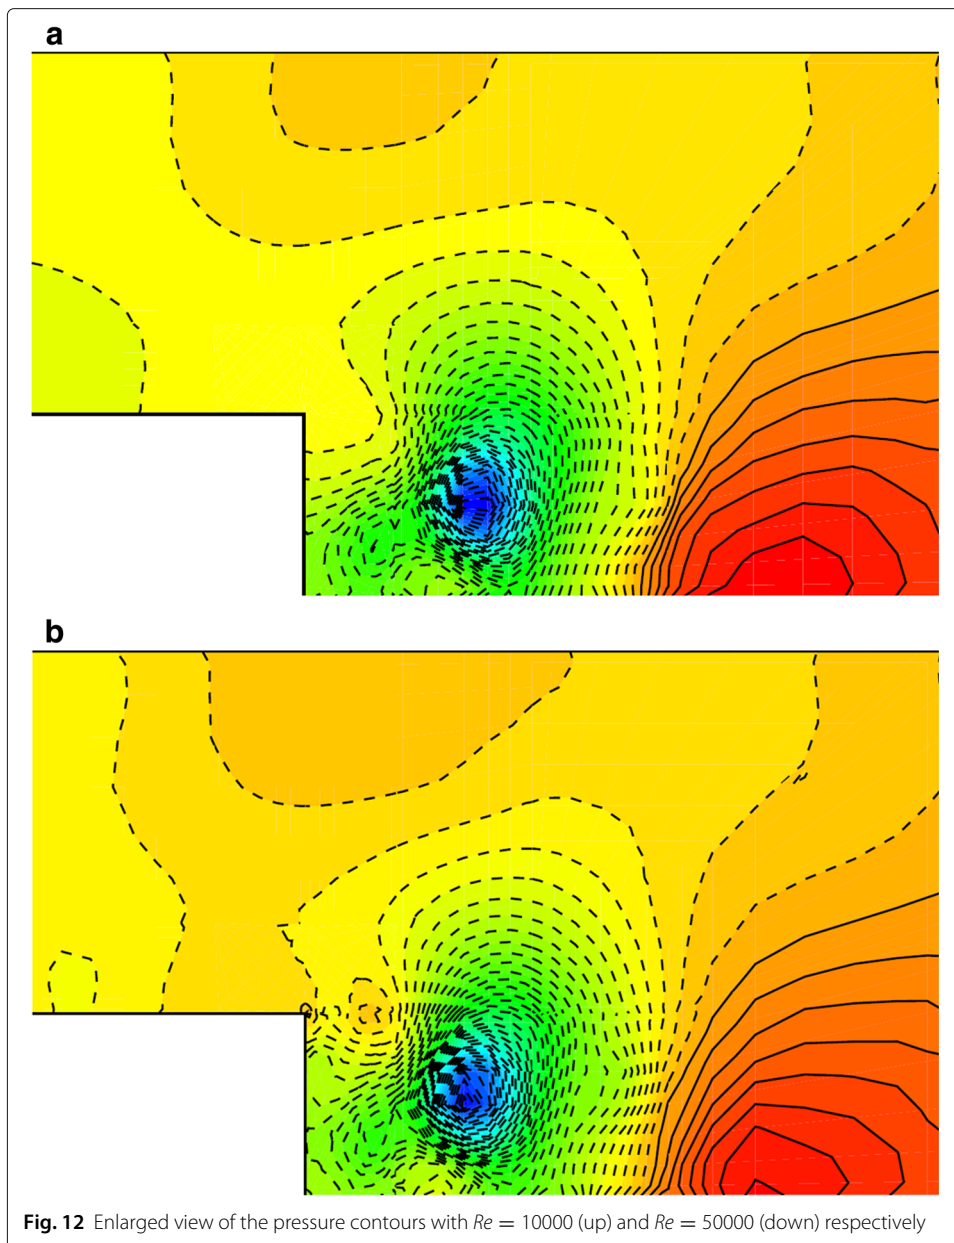 a
b
Fig. 12 Enlarged view of the pressure contours with Re = 10000 (up) and Re = 50000 (down) respectively